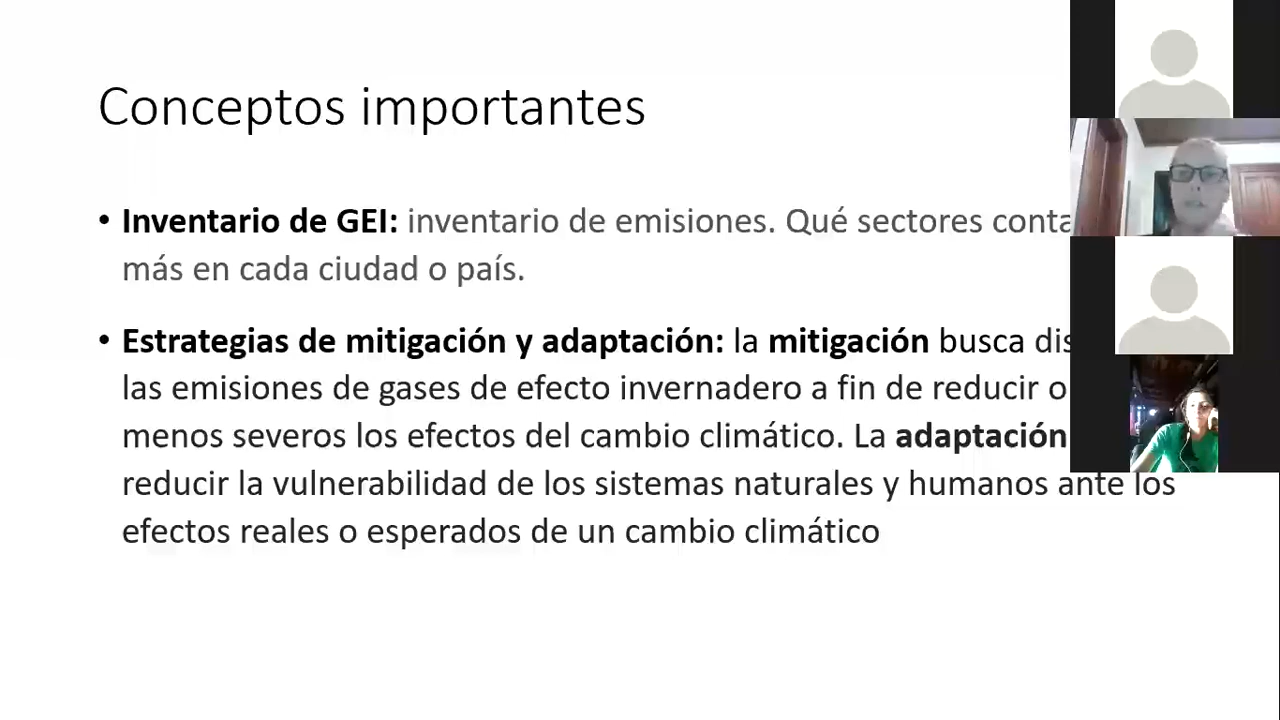 Conceptos importantes
• Inventario de GEI: inventario de emisiones. Qué sectores
más en cada ciudad o país.
• Estrategias de mitigación y adaptación: la mitigación busca
las emisiones de gases de efecto invernadero a fin de reducir o
menos severos los efectos del cambio climático. La adaptación
reducir la vulnerabilidad de los sistemas naturales y humanos ante los
efectos reales o esperados de un cambio climático